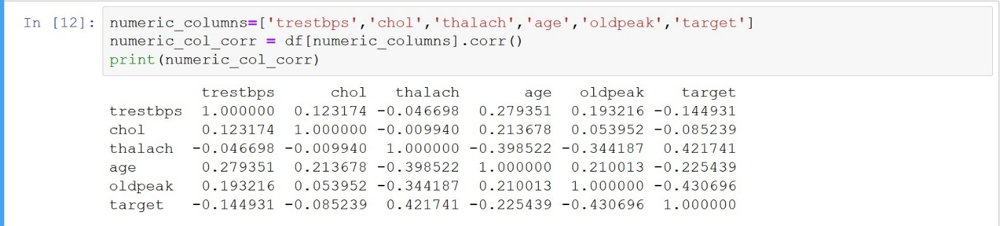 In [12]: numeric_columns=['trestbps','chol','thalach','age','oldpeak','target']
numeric_col_corr = df[numeric_columns].corr()
print(numeric_col_corr)
trestbps chol thalach age oldpeak target
trestbps 1.000000 0.123174 -0.046698 0.279351 0.193216 -0.144931
chol 0.123174 1.000000 -0.009940 0.213678 0.053952 -0.085239
thalach -0.046698 -0.009940 1.000000 -0.398522 -0.344187 0.421741
age 0.279351 0.213678 -0.398522 1.000000 0.210013 -0.225439
oldpeak 0.193216 0.053952 -0.344187 0.210013 1.000000 -0.430696
target -0.144931 -0.085239 0.421741 -0.225439 -0.430696 1.000000